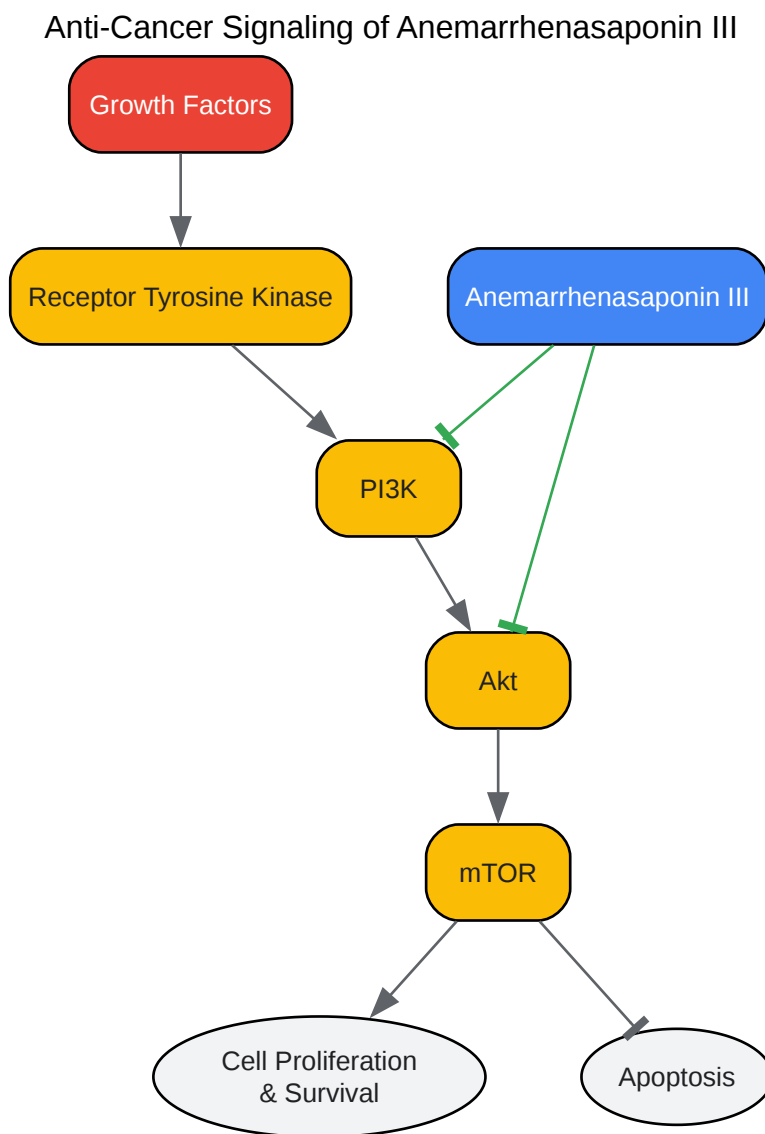 Anti-Cancer Signaling of Anemarrhenasaponin III
Growth Factors
Receptor Tyrosine Kinase
Anemarrhenasaponin III
PI3K
Akt
mTOR
Cell Proliferation
& Survival
Apoptosis